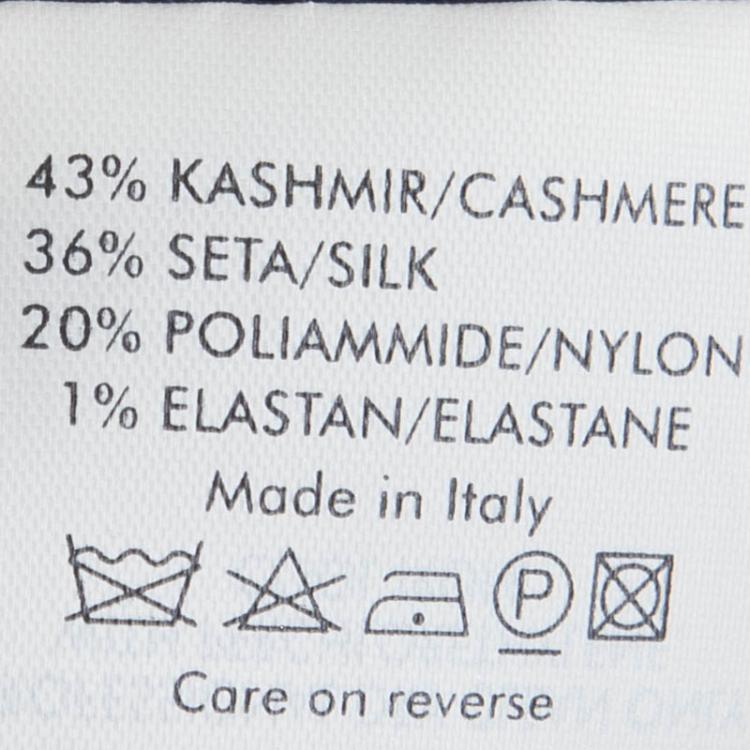 43% KASHMIR/CASHMERE
36% SETA/SILK
20% POLIAMMIDE/NYLON
1% ELASTAN/ELASTANE
Made in Italy
P
Care on reverse